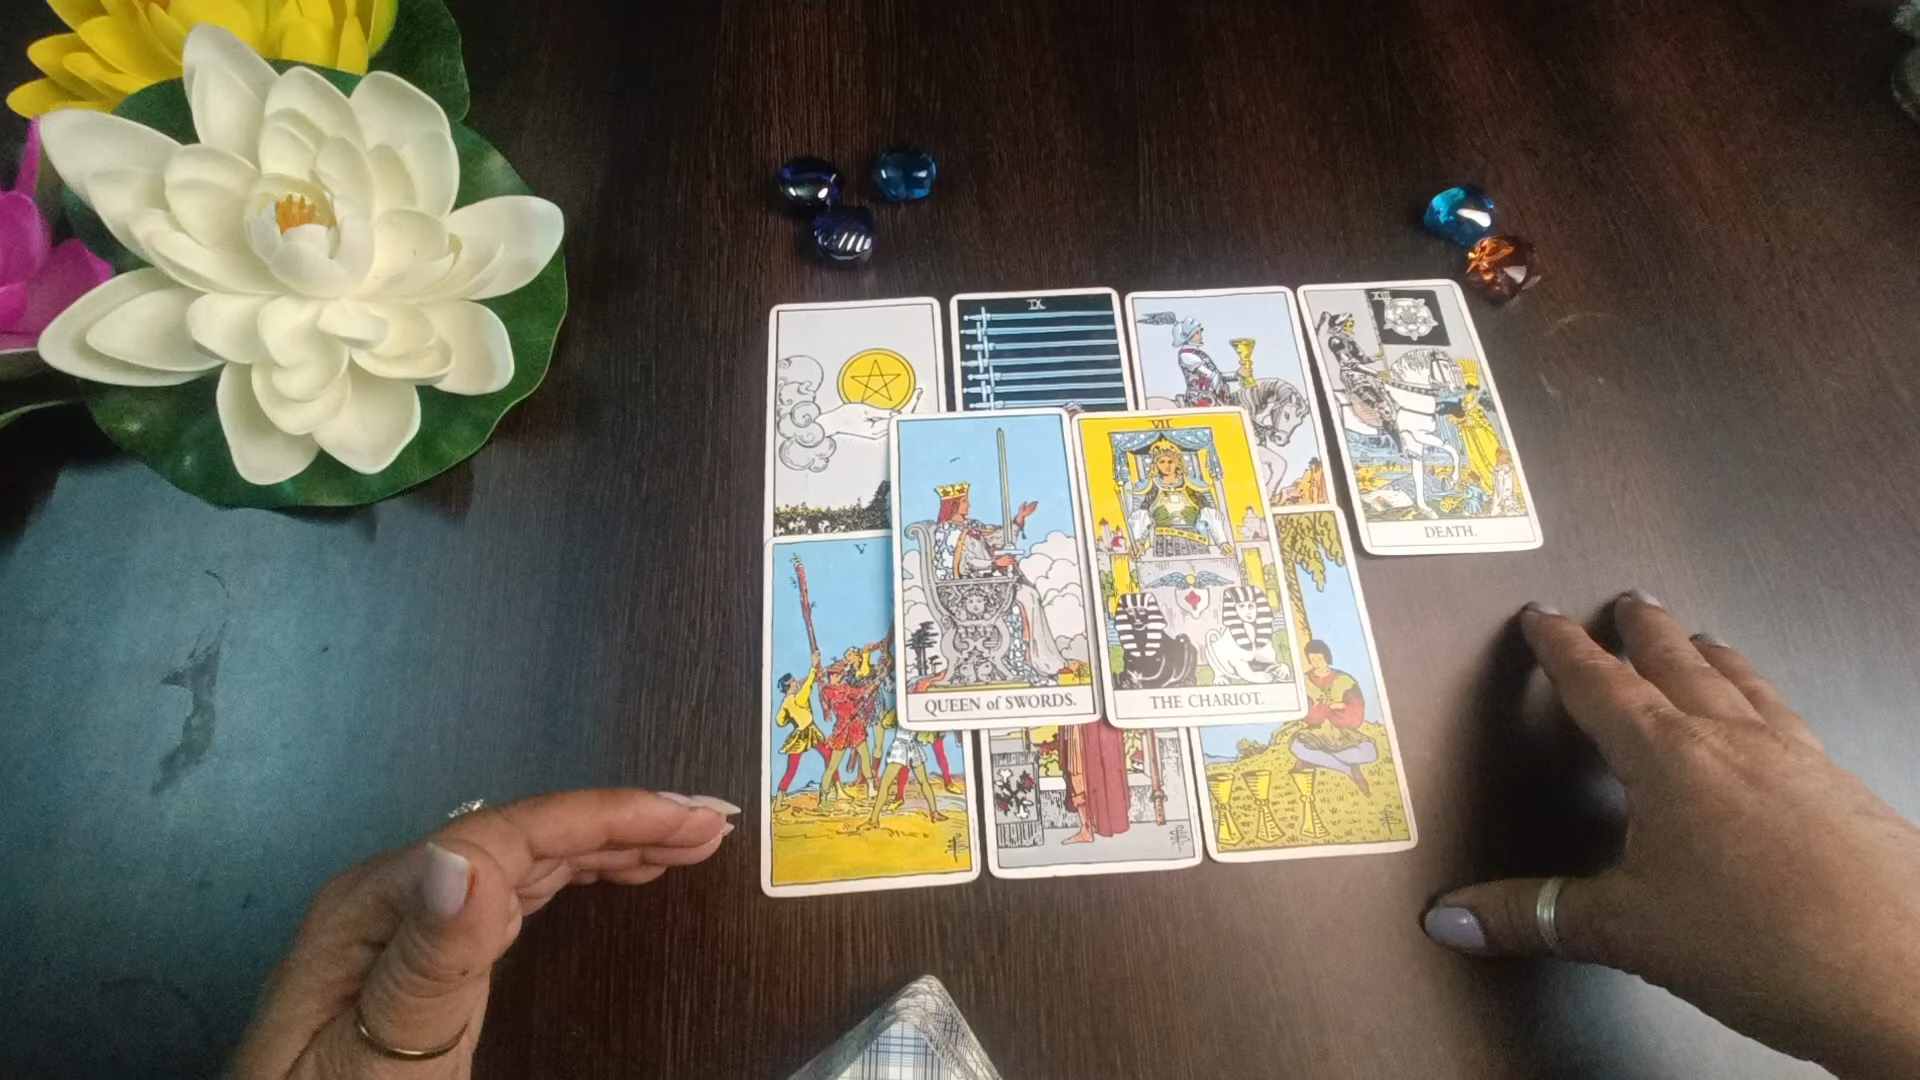 IX
XIII
DEATH.
V
VII
QUEEN of SWORDS.
THE CHARIOT.